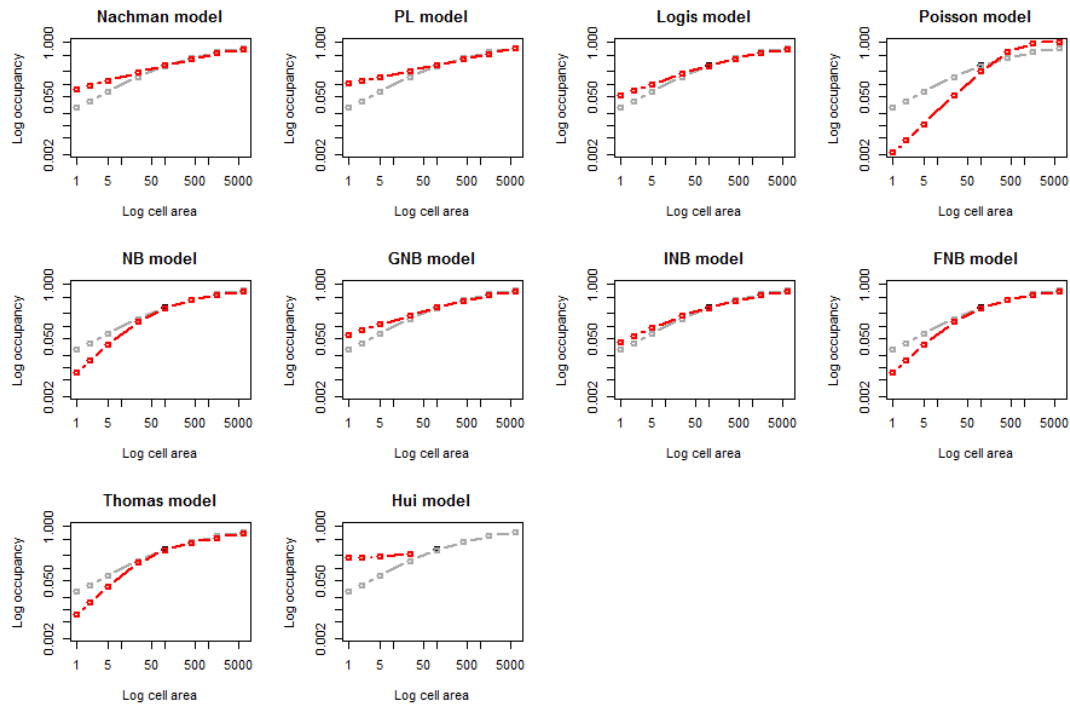 Nachman model
PL model
Logis model
Poisson model
Log occupancy
0.002 0.050 1.000
Log occupancy
0.002 0.050 1.000
Log occupancy
0.002 0.050 1.000
Log occupancy
0.002 0.050 1.000
1 5 50 500 5000
1 5 50 500 5000
1 5 50 500 5000
1 5 50 500 5000
Log cell area
Log cell area
Log cell area
Log cell area
NB model
GNB model
INB model
FNB model
Log occupancy
0.002 0.050 1.000
Log occupancy
0.002 0.050 1.000
Log occupancy
0.002 0.050 1.000
Log occupancy
0.002 0.050 1.000
1 5 50 500 5000
1 5 50 500 5000
1 5 50 500 5000
1 5 50 500 5000
Log cell area
Log cell area
Log cell area
Log cell area
Thomas model
Hui model
Log occupancy
0.002 0.050 1.000
Log occupancy
0.002 0.050 1.000
1 5 50 500 5000
1 5 50 500 5000
Log cell area
Log cell area